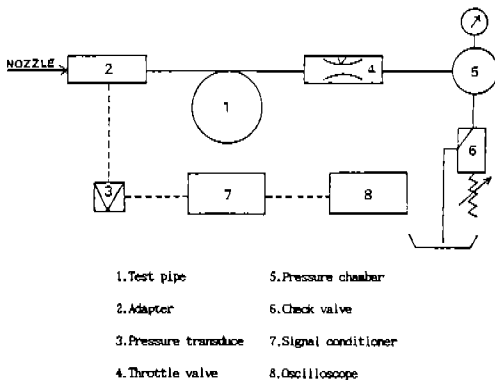 NOZZLE
2
4
5
1
6
3
7
8
1.Test pipe
5.Pressure chamber
2.Adapter
6.Check valve
3.Pressure transduce
7.Signal conditioner
4.Throttle valve
8.Oscilloscope